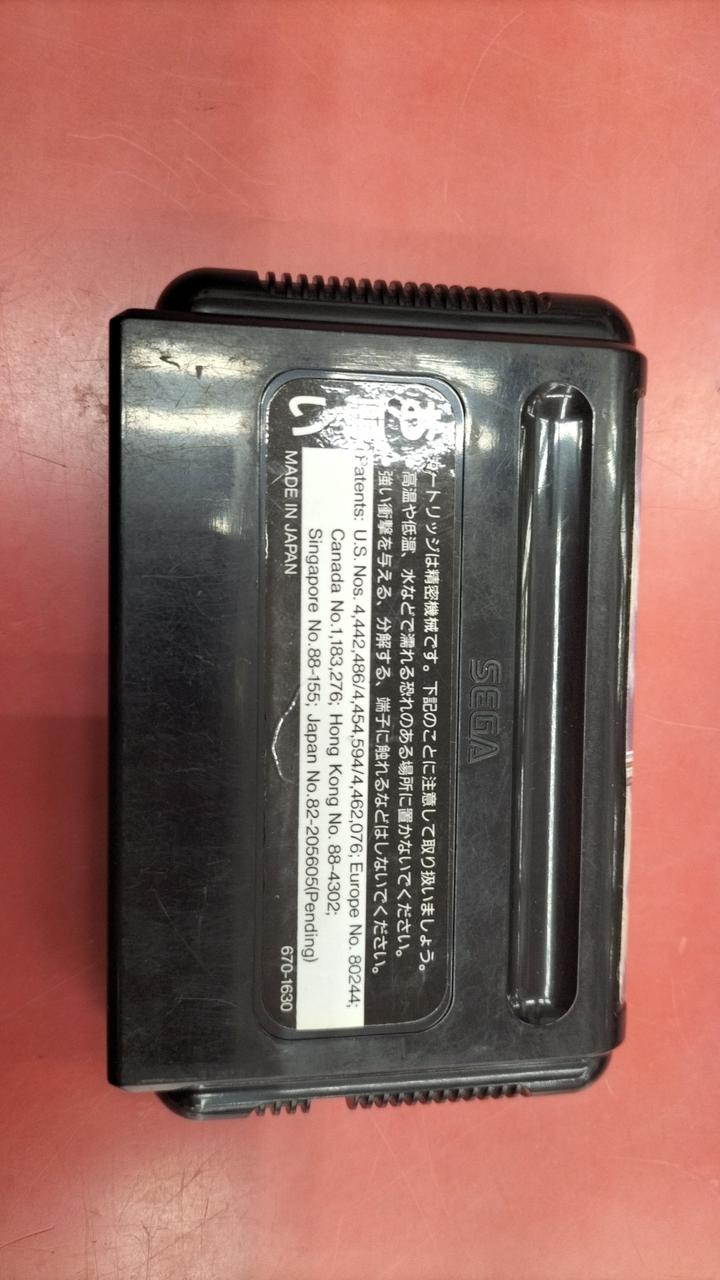 SEGA
お願い
カートリッジは精密機械です。下記のことに注意して取り扱いましょう。
高温や低温、水などで濡れる恐れのある場所に置かないでください。
強い衝撃を与える、分解する、端子に触れるなどはしないでください。
Patents: U.S. Nos. 4,442,486/4,454,594/4,462,076; Europe No. 80244;
Canada No.1,183,276; Hong Kong No. 88-4302;
Singapore No.88-155; Japan No.82-205605(Pending)
MADE IN JAPAN
670-1630